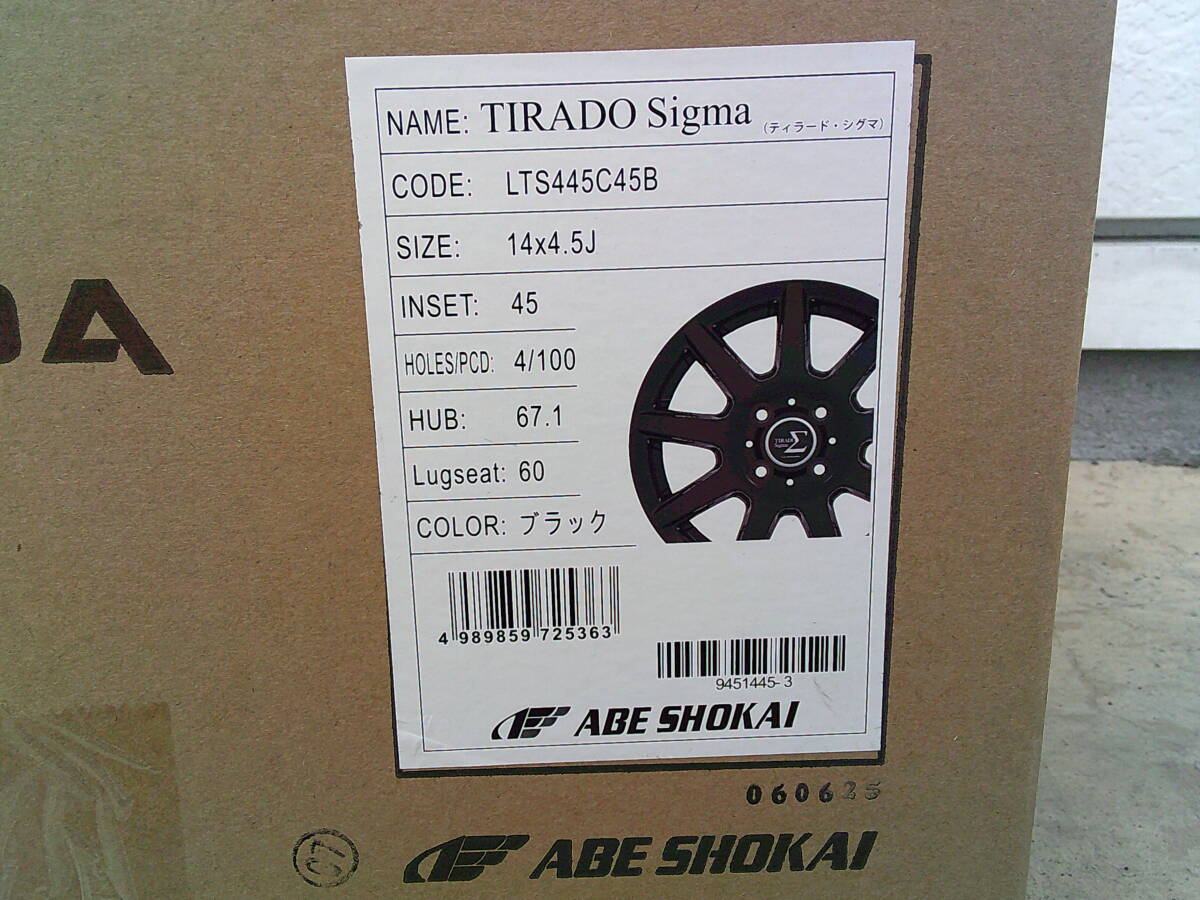 NAME: TIRADO Sigma (ティラード・シグマ)
CODE: LTS445C45B
SIZE: 14x4.5J
INSET: 45
HOLES/PCD: 4/100
HUB: 67.1
Lugseat: 60
COLOR: ブラック
TIRADO
Sigma
Σ
4 989859 725363
9451445-3
ABE SHOKAI
060625
ABE SHOKAI
DA